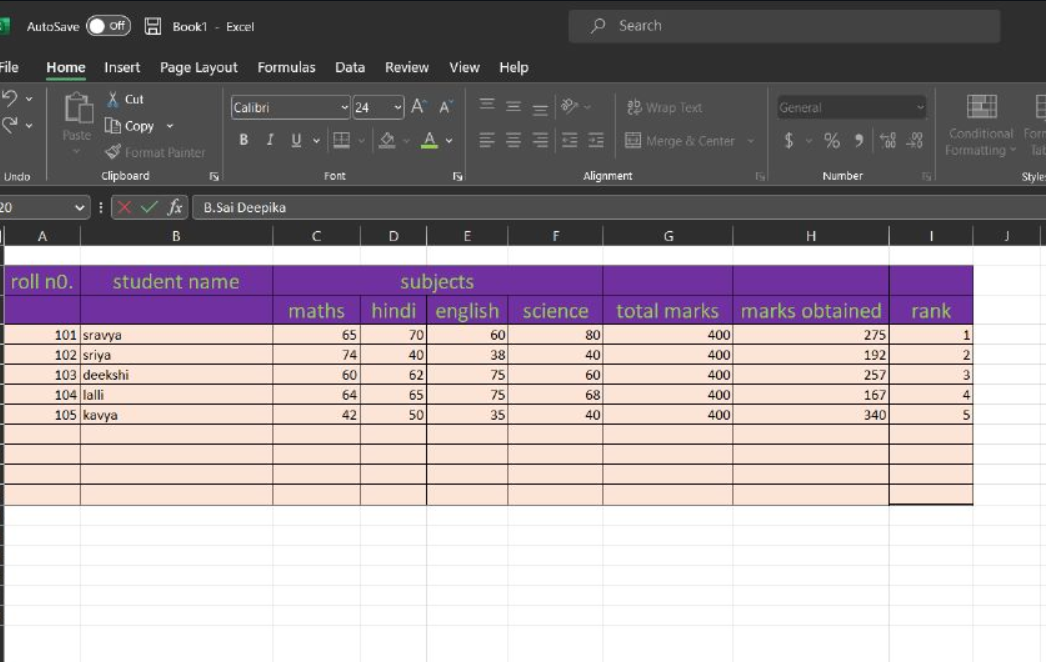 AutoSave Off Book1 - Excel Search
File Home Insert Page Layout Formulas Data Review View Help
Cut Calibri 24 A A Wrap Text General
Paste Copy B I U A Merge & Center $ % 9 Conditional
Format Painter Formatting
Undo Clipboard Font Alignment Number
20 fx B.Sai Deepika
A B C D E F G H I J
roll n0. student name subjects
maths hindi english science total marks marks obtained rank
101 sravya 65 70 60 80 400 275 1
102 sriya 74 40 38 40 400 192 2
103 deekshi 60 62 75 60 400 257 3
104 lalli 64 65 75 68 400 167 4
105 kavya 42 50 35 40 400 340 5